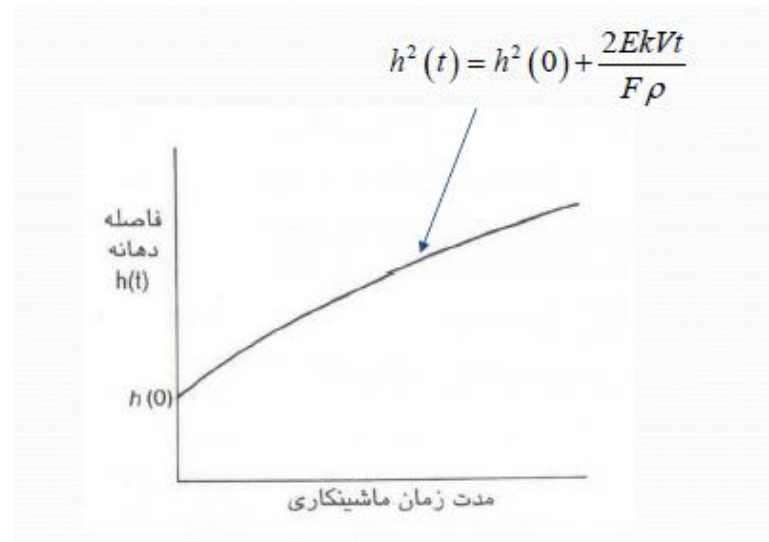 h² (t) = h² (0) + 2EkVt / Fρ
فاصله
دهانه
h(t)
h (0)
مدت زمان ماشینکاری